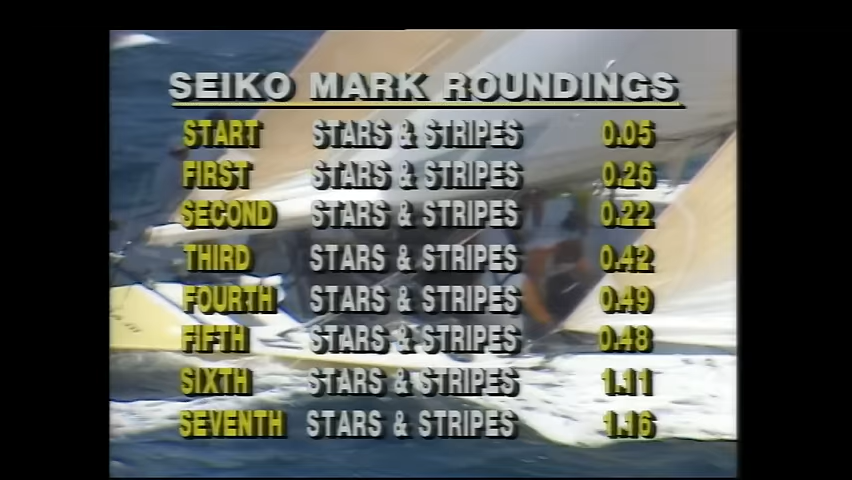 SEIKO MARK ROUNDINGS
START STARS & STRIPES 0.05
FIRST STARS & STRIPES 0.26
SECOND STARS & STRIPES 0.22
THIRD STARS & STRIPES 0.42
FOURTH STARS & STRIPES 0.49
FIFTH STARS & STRIPES 0.48
SIXTH STARS & STRIPES 1.11
SEVENTH STARS & STRIPES 1.16